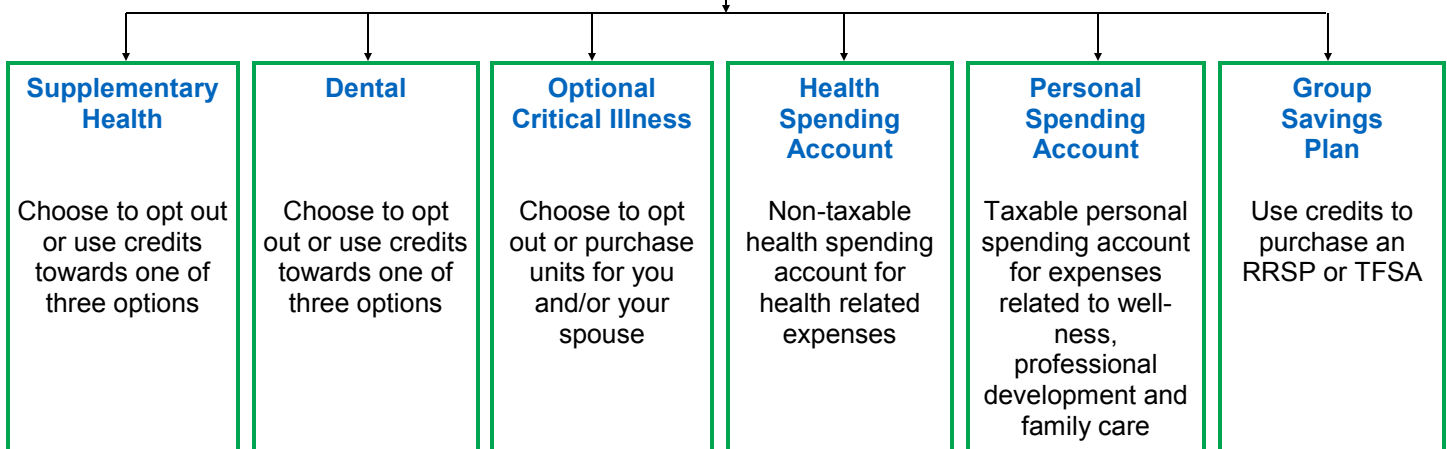 Supplementary
Health
Choose to opt out
or use credits
towards one of
three options
Dental
Choose to opt
out or use credits
towards one of
three options
Optional
Critical Illness
Choose to opt
out or purchase
units for you
and/or your
spouse
Health
Spending
Account
Non-taxable
health spending
account for
health related
expenses
Personal
Spending
Account
Taxable personal
spending account
for expenses
related to well-
ness,
professional
development and
family care
Group
Savings
Plan
Use credits to
purchase an
RRSP or TFSA